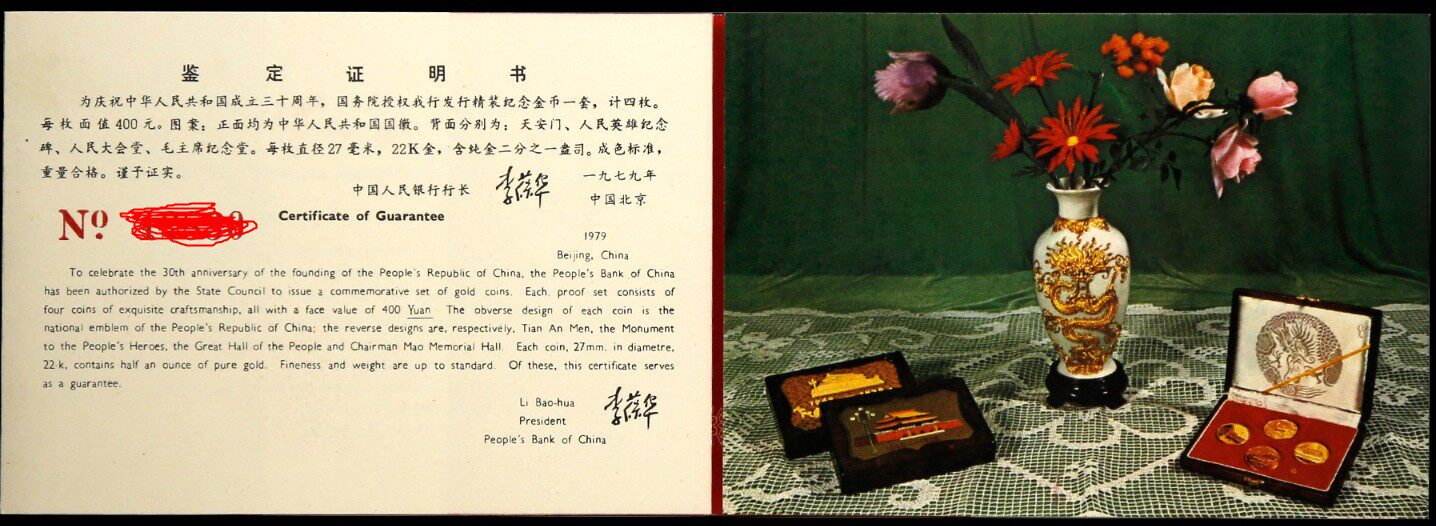 鉴定证明书
为庆祝中华人民共和国成立三十周年，国务院授权我行发行精装纪念金币一套，计四枚。
每枚面值400元。图案：正面均为中华人民共和国国徽。背面分别为：天安门、人民英雄纪念
碑、人民大会堂、毛主席纪念堂。每枚直径27毫米，22K金，含纯金二分之一盎司。成色标准，
重量合格。谨予证实。
中国人民银行行长 李葆华 一九七九年
中国北京
Nº
Certificate of Guarantee
1979
Beijing, China
To celebrate the 30th anniversary of the founding of the People's Republic of China, the People's Bank of China
has been authorized by the State Council to issue a commemorative set of gold coins. Each proof set consists of
four coins of exquisite craftsmanship, all with a face value of 400 Yuan The obverse design of each coin is the
national emblem of the People's Republic of China; the reverse designs are, respectively, Tian An Men, the Monument
to the People's Heroes, the Great Hall of the People and Chairman Mao Memorial Hall. Each coin, 27mm. in diametre,
22-k, contains half an ounce of pure gold. Fineness and weight are up to standard. Of these, this certificate serves
as a guarantee.
Li Bao-hua 李葆华
President
People's Bank of China